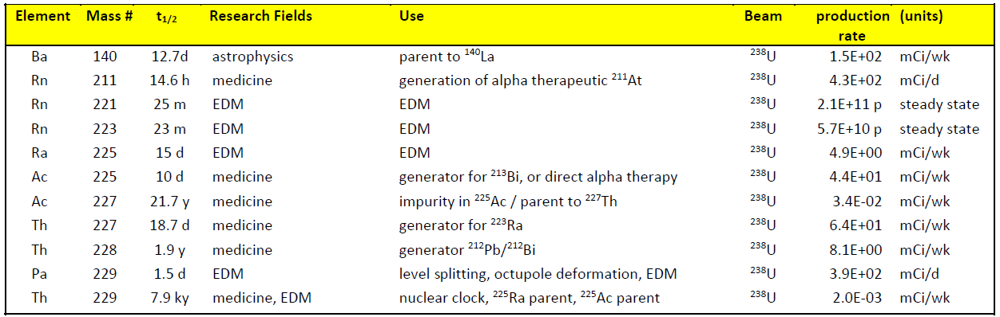 Element Mass # t1/2 Research Fields Use Beam production rate (units)
Ba 140 12.7d astrophysics parent to ¹⁴⁰La ²³⁸U 1.5E+02 mCi/wk
Rn 211 14.6 h medicine generation of alpha therapeutic ²¹¹At ²³⁸U 4.3E+02 mCi/d
Rn 221 25 m EDM EDM ²³⁸U 2.1E+11 p steady state
Rn 223 23 m EDM EDM ²³⁸U 5.7E+10 p steady state
Ra 225 15 d EDM EDM ²³⁸U 4.9E+00 mCi/wk
Ac 225 10 d medicine generator for ²¹³Bi, or direct alpha therapy ²³⁸U 4.4E+01 mCi/wk
Ac 227 21.7 y medicine impurity in ²²⁵Ac / parent to ²²⁷Th ²³⁸U 3.4E-02 mCi/wk
Th 227 18.7 d medicine generator for ²²³Ra ²³⁸U 6.4E+01 mCi/wk
Th 228 1.9 y medicine generator ²¹²Pb/²¹²Bi ²³⁸U 8.1E+00 mCi/wk
Pa 229 1.5 d EDM level splitting, octupole deformation, EDM ²³⁸U 3.9E+02 mCi/d
Th 229 7.9 ky medicine, EDM nuclear clock, ²²⁵Ra parent, ²²⁵Ac parent ²³⁸U 2.0E-03 mCi/wk